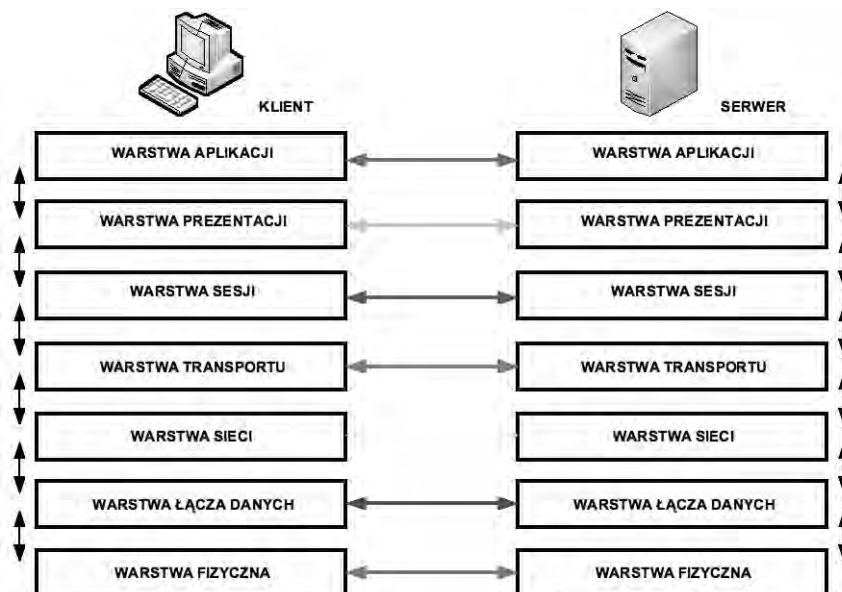 KLIENT SERWER
WARSTWA APLIKACJI WARSTWA APLIKACJI
WARSTWA PREZENTACJI WARSTWA PREZENTACJI
WARSTWA SESJI WARSTWA SESJI
WARSTWA TRANSPORTU WARSTWA TRANSPORTU
WARSTWA SIECI WARSTWA SIECI
WARSTWA ŁĄCZA DANYCH WARSTWA ŁĄCZA DANYCH
WARSTWA FIZYCZNA WARSTWA FIZYCZNA